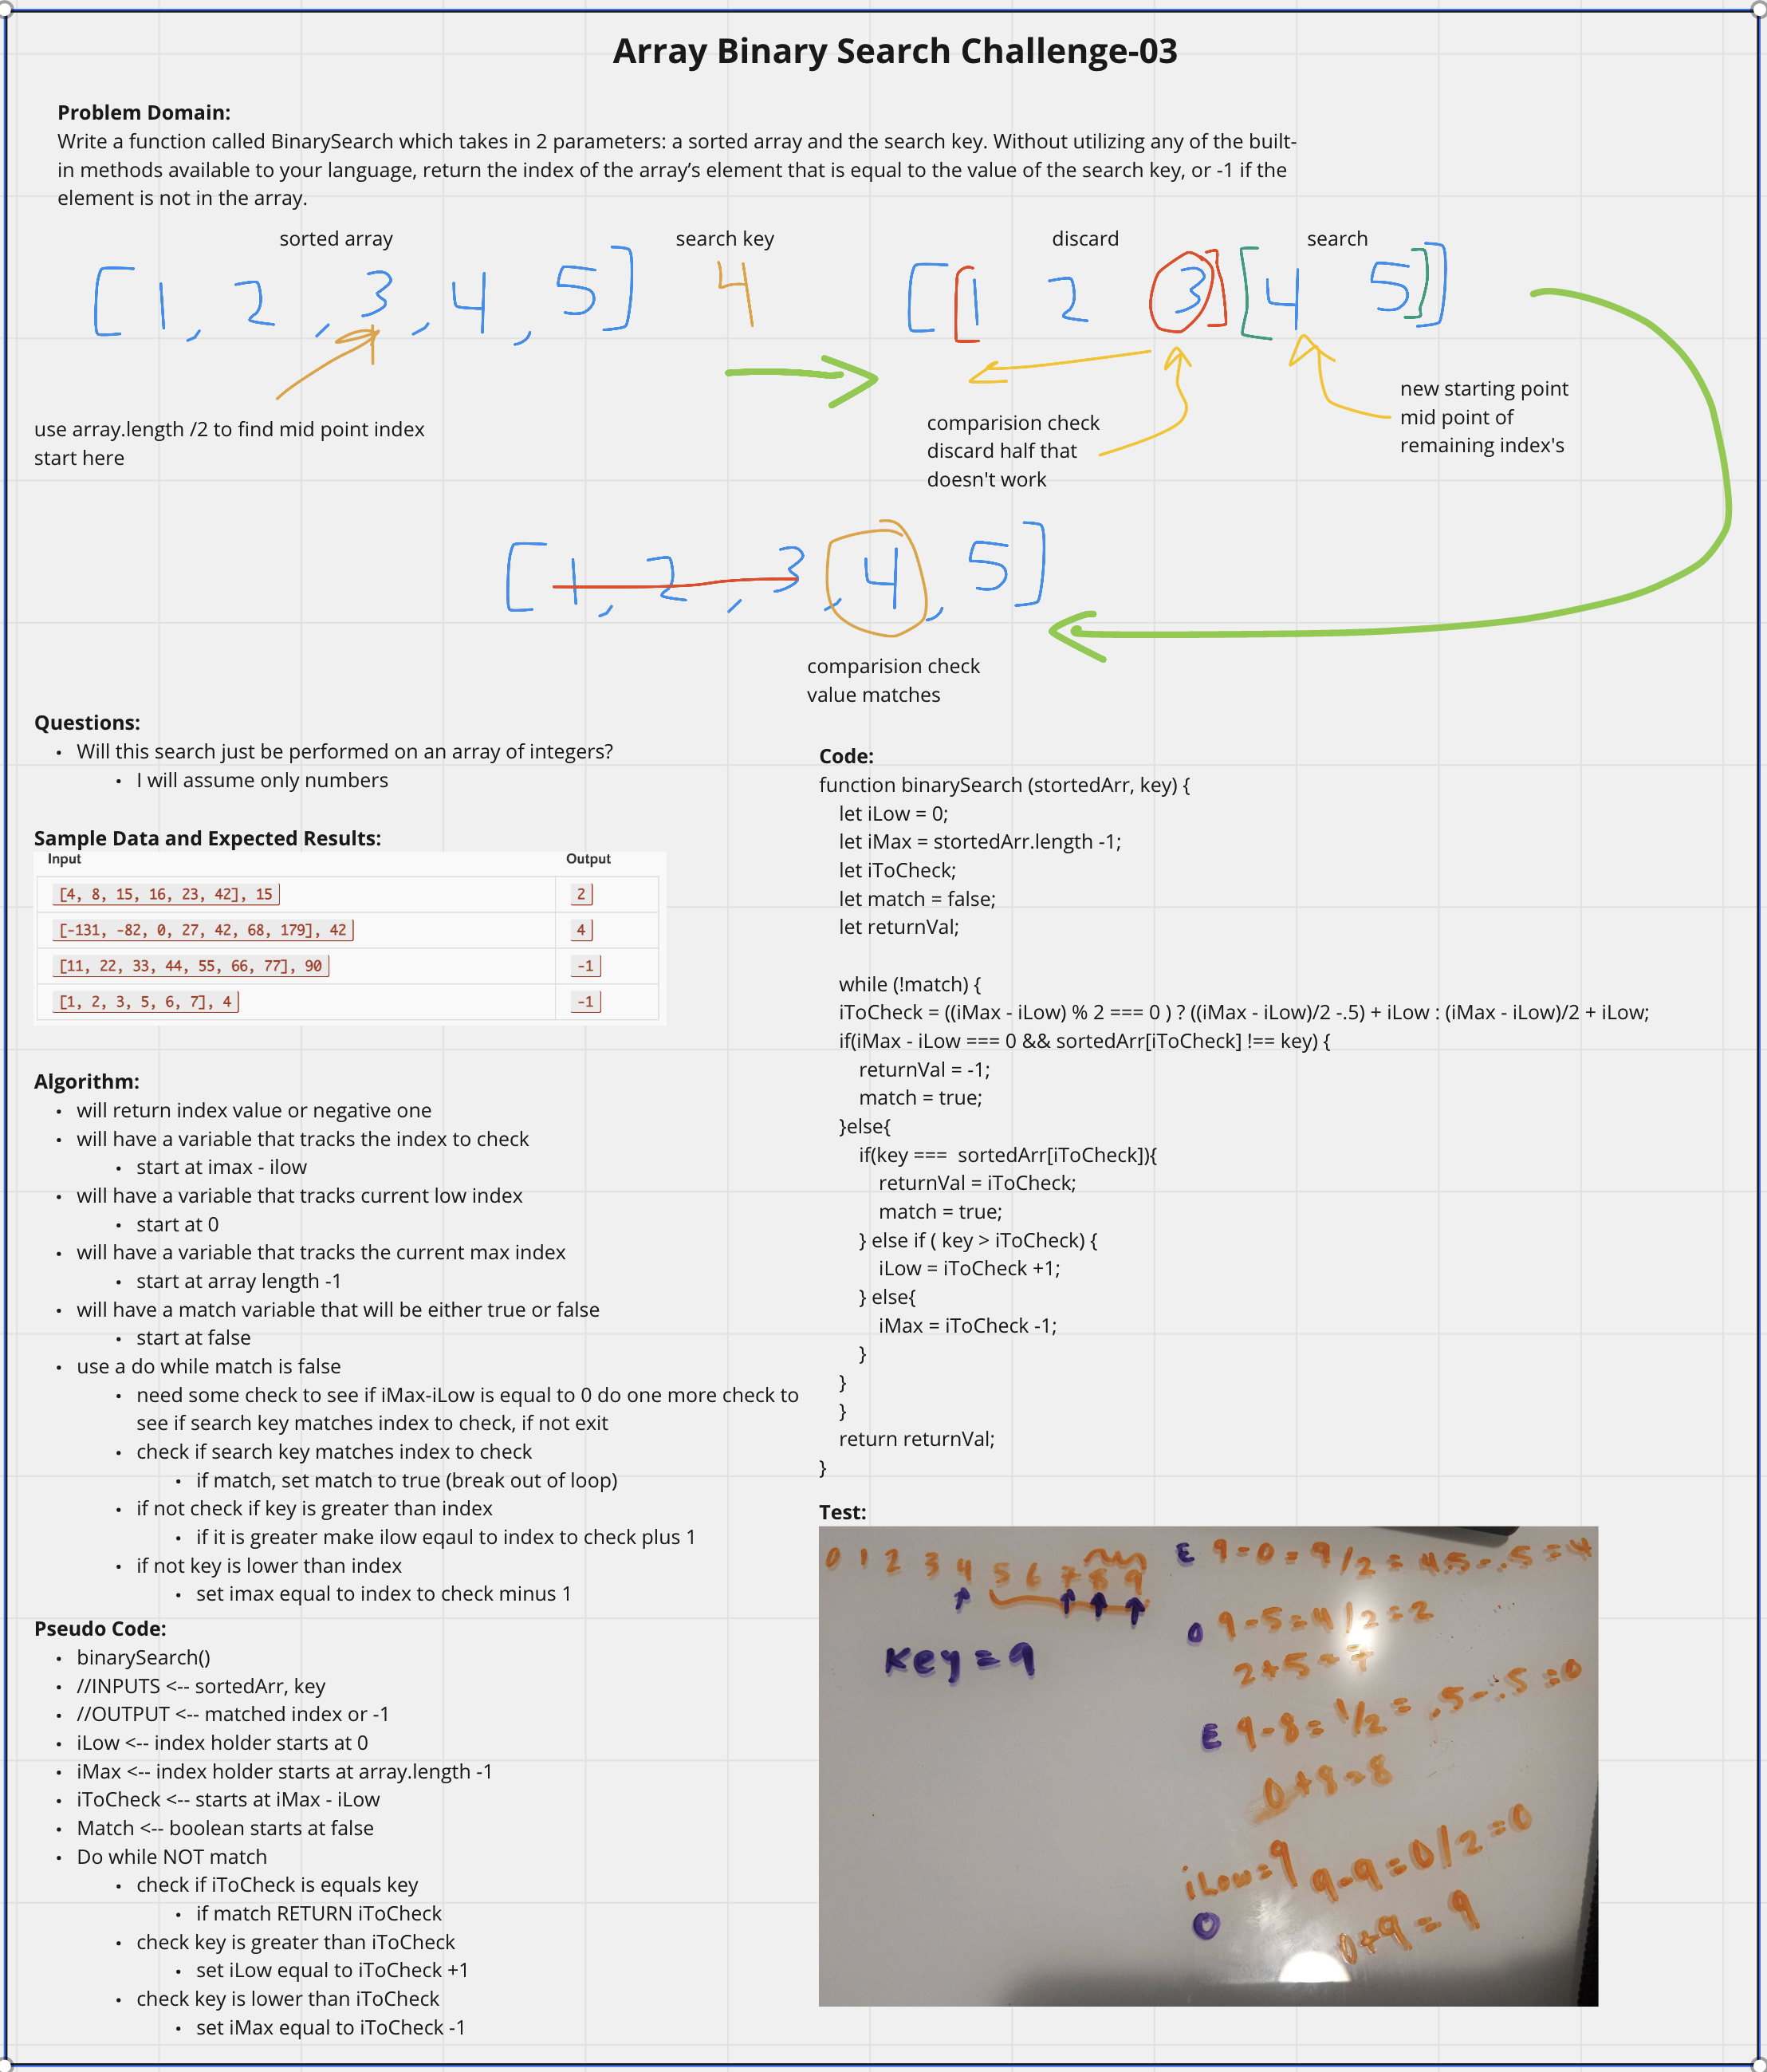 Array Binary Search Challenge-03
Problem Domain:
Write a function called BinarySearch which takes in 2 parameters: a sorted array and the search key. Without utilizing any of the built-
in methods available to your language, return the index of the array's element that is equal to the value of the search key, or -1 if the
element is not in the array.
sorted array
search key
[1, 2, 3, 4, 5]
4
use array.length /2 to find mid point index
start here
discard
search
[[1 2 3][4 5]]
comparision check
discard half that
doesn't work
new starting point
mid point of
remaining index's
[1, 2, 3, 4, 5]
comparision check
value matches
Questions:
• Will this search just be performed on an array of integers?
• I will assume only numbers
Sample Data and Expected Results:
Input Output
[4, 8, 15, 16, 23, 42], 15 2
[-131, -82, 0, 27, 42, 68, 179], 42 4
[11, 22, 33, 44, 55, 66, 77], 90 -1
[1, 2, 3, 5, 6, 7], 4 -1
Algorithm:
• will return index value or negative one
• will have a variable that tracks the index to check
• start at imax - ilow
• will have a variable that tracks current low index
• start at 0
• will have a variable that tracks the current max index
• start at array length -1
• will have a match variable that will be either true or false
• start at false
• use a do while match is false
• need some check to see if iMax-iLow is equal to 0 do one more check to
see if search key matches index to check, if not exit
• check if search key matches index to check
• if match, set match to true (break out of loop)
• if not check if key is greater than index
• if it is greater make ilow eqaul to index to check plus 1
• if not key is lower than index
• set imax equal to index to check minus 1
Pseudo Code:
• binarySearch()
• //INPUTS <-- sortedArr, key
• //OUTPUT <-- matched index or -1
• iLow <-- index holder starts at 0
• iMax <-- index holder starts at array.length -1
• iToCheck <-- starts at iMax - iLow
• Match <-- boolean starts at false
• Do while NOT match
• check if iToCheck is equals key
• if match RETURN iToCheck
• check key is greater than iToCheck
• set iLow equal to iToCheck +1
• check key is lower than iToCheck
• set iMax equal to iToCheck -1
Code:
function binarySearch (stortedArr, key) {
let iLow = 0;
let iMax = stortedArr.length -1;
let iToCheck;
let match = false;
let returnVal;
while (!match) {
iToCheck = ((iMax - iLow) % 2 === 0 ) ? ((iMax - iLow)/2 -.5) + iLow : (iMax - iLow)/2 + iLow;
if(iMax - iLow === 0 && sortedArr[iToCheck] !== key) {
returnVal = -1;
match = true;
}else{
if(key ===  sortedArr[iToCheck]){
returnVal = iToCheck;
match = true;
} else if ( key > iToCheck) {
iLow = iToCheck +1;
} else{
iMax = iToCheck -1;
}
}
}
return returnVal;
}
Test:
0 1 2 3 4 5 6 7 8 9
Key = 9
E 9-0=9/2=4.5-.5=4
O 9-5=4/2=2
2+5=7
E 9-8=1/2=.5-.5=0
0+8=8
iLow=9 9-9=0/2=0
O
0+9=9